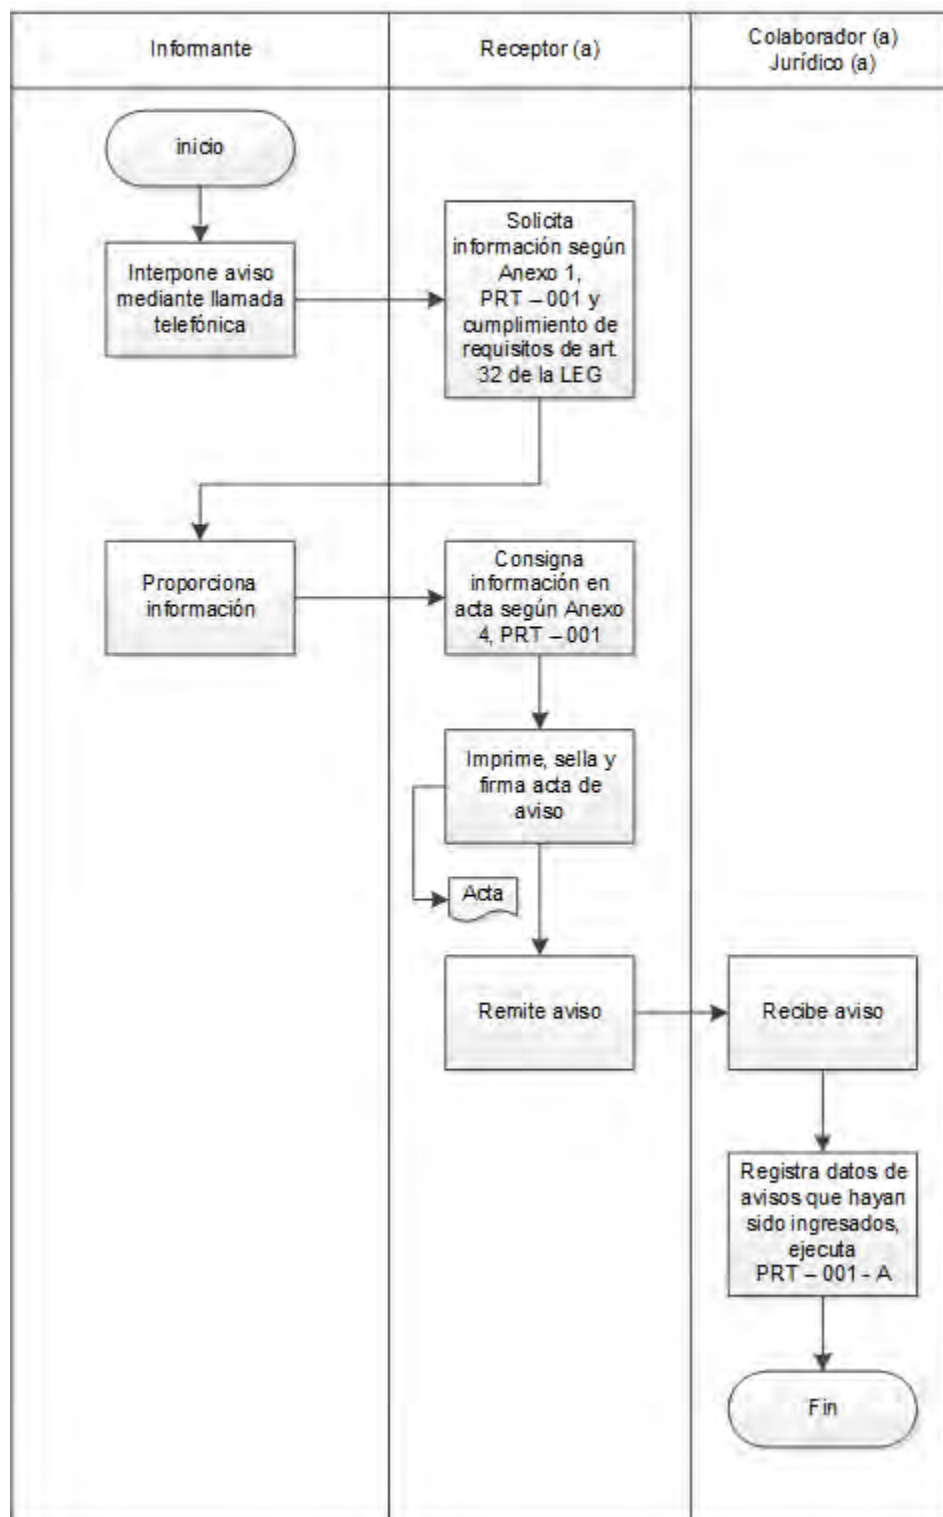 Informante
Receptor (a)
Colaborador (a)
Jurídico (a)
inicio
Interpone aviso
mediante llamada
telefónica
Solicita
información según
Anexo 1,
PRT – 001 y
cumplimiento de
requisitos de art.
32 de la LEG
Proporciona
información
Consigna
información en
acta según Anexo
4, PRT – 001
Imprime, sella y
firma acta de
aviso
Acta
Remite aviso
Recibe aviso
Registra datos de
avisos que hayan
sido ingresados,
ejecuta
PRT – 001 - A
Fin